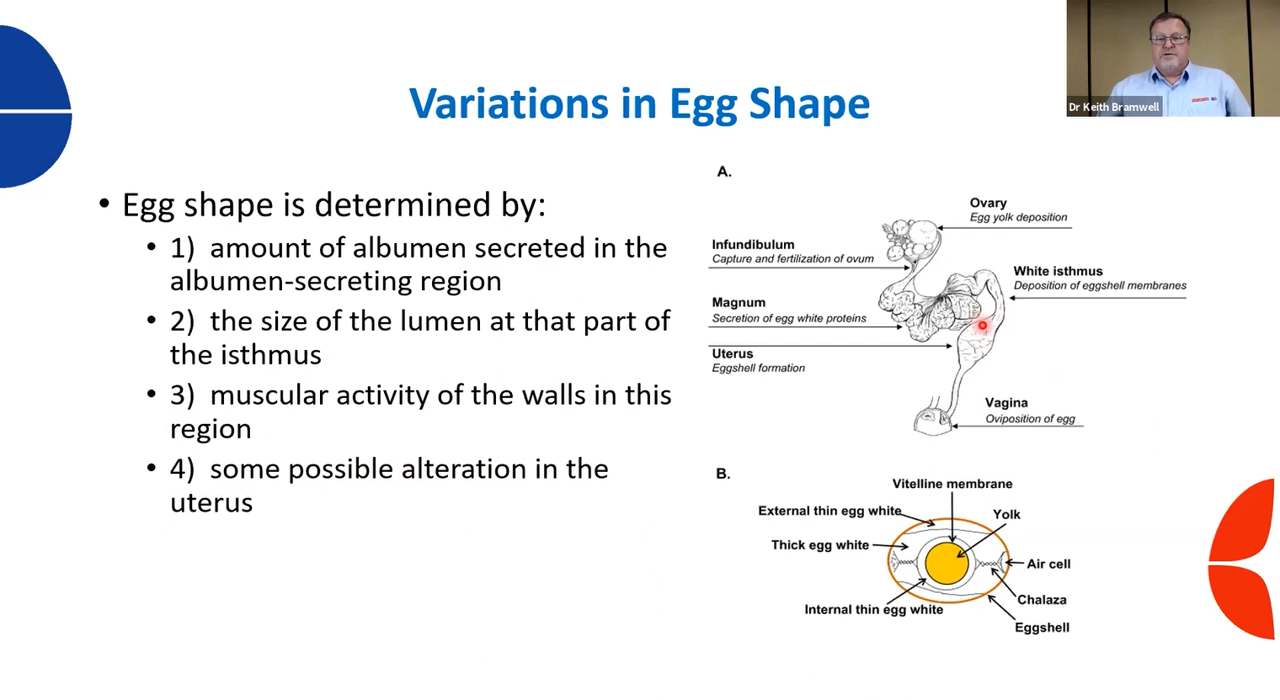 Dr Keith Bramwell
Variations in Egg Shape
• Egg shape is determined by:
• 1) amount of albumen secreted in the
albumen-secreting region
• 2) the size of the lumen at that part of
the isthmus
• 3) muscular activity of the walls in this
region
• 4) some possible alteration in the
uterus
A.
Ovary
Egg yolk deposition
Infundibulum
Capture and fertilization of ovum
White isthmus
Deposition of eggshell membranes
Magnum
Secretion of egg white proteins
Uterus
Eggshell formation
Vagina
Oviposition of egg
B.
Vitelline membrane
External thin egg white
Yolk
Thick egg white
Air cell
Chalaza
Internal thin egg white
Eggshell